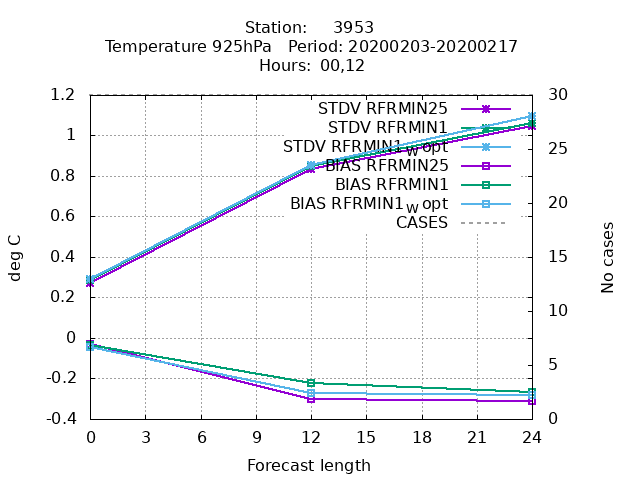 Station: 3953
Temperature 925hPa Period: 20200203-20200217
Hours: 00,12
1.2
1
0.8
0.6
0.4
0.2
0
-0.2
-0.4
30
25
20
15
10
5
0
deg C
No cases
STDV RFRMIN25
STDV RFRMIN1
STDV RFRMIN1_w opt
BIAS RFRMIN25
BIAS RFRMIN1
BIAS RFRMIN1_w opt
CASES
0 3 6 9 12 15 18 21 24
Forecast length